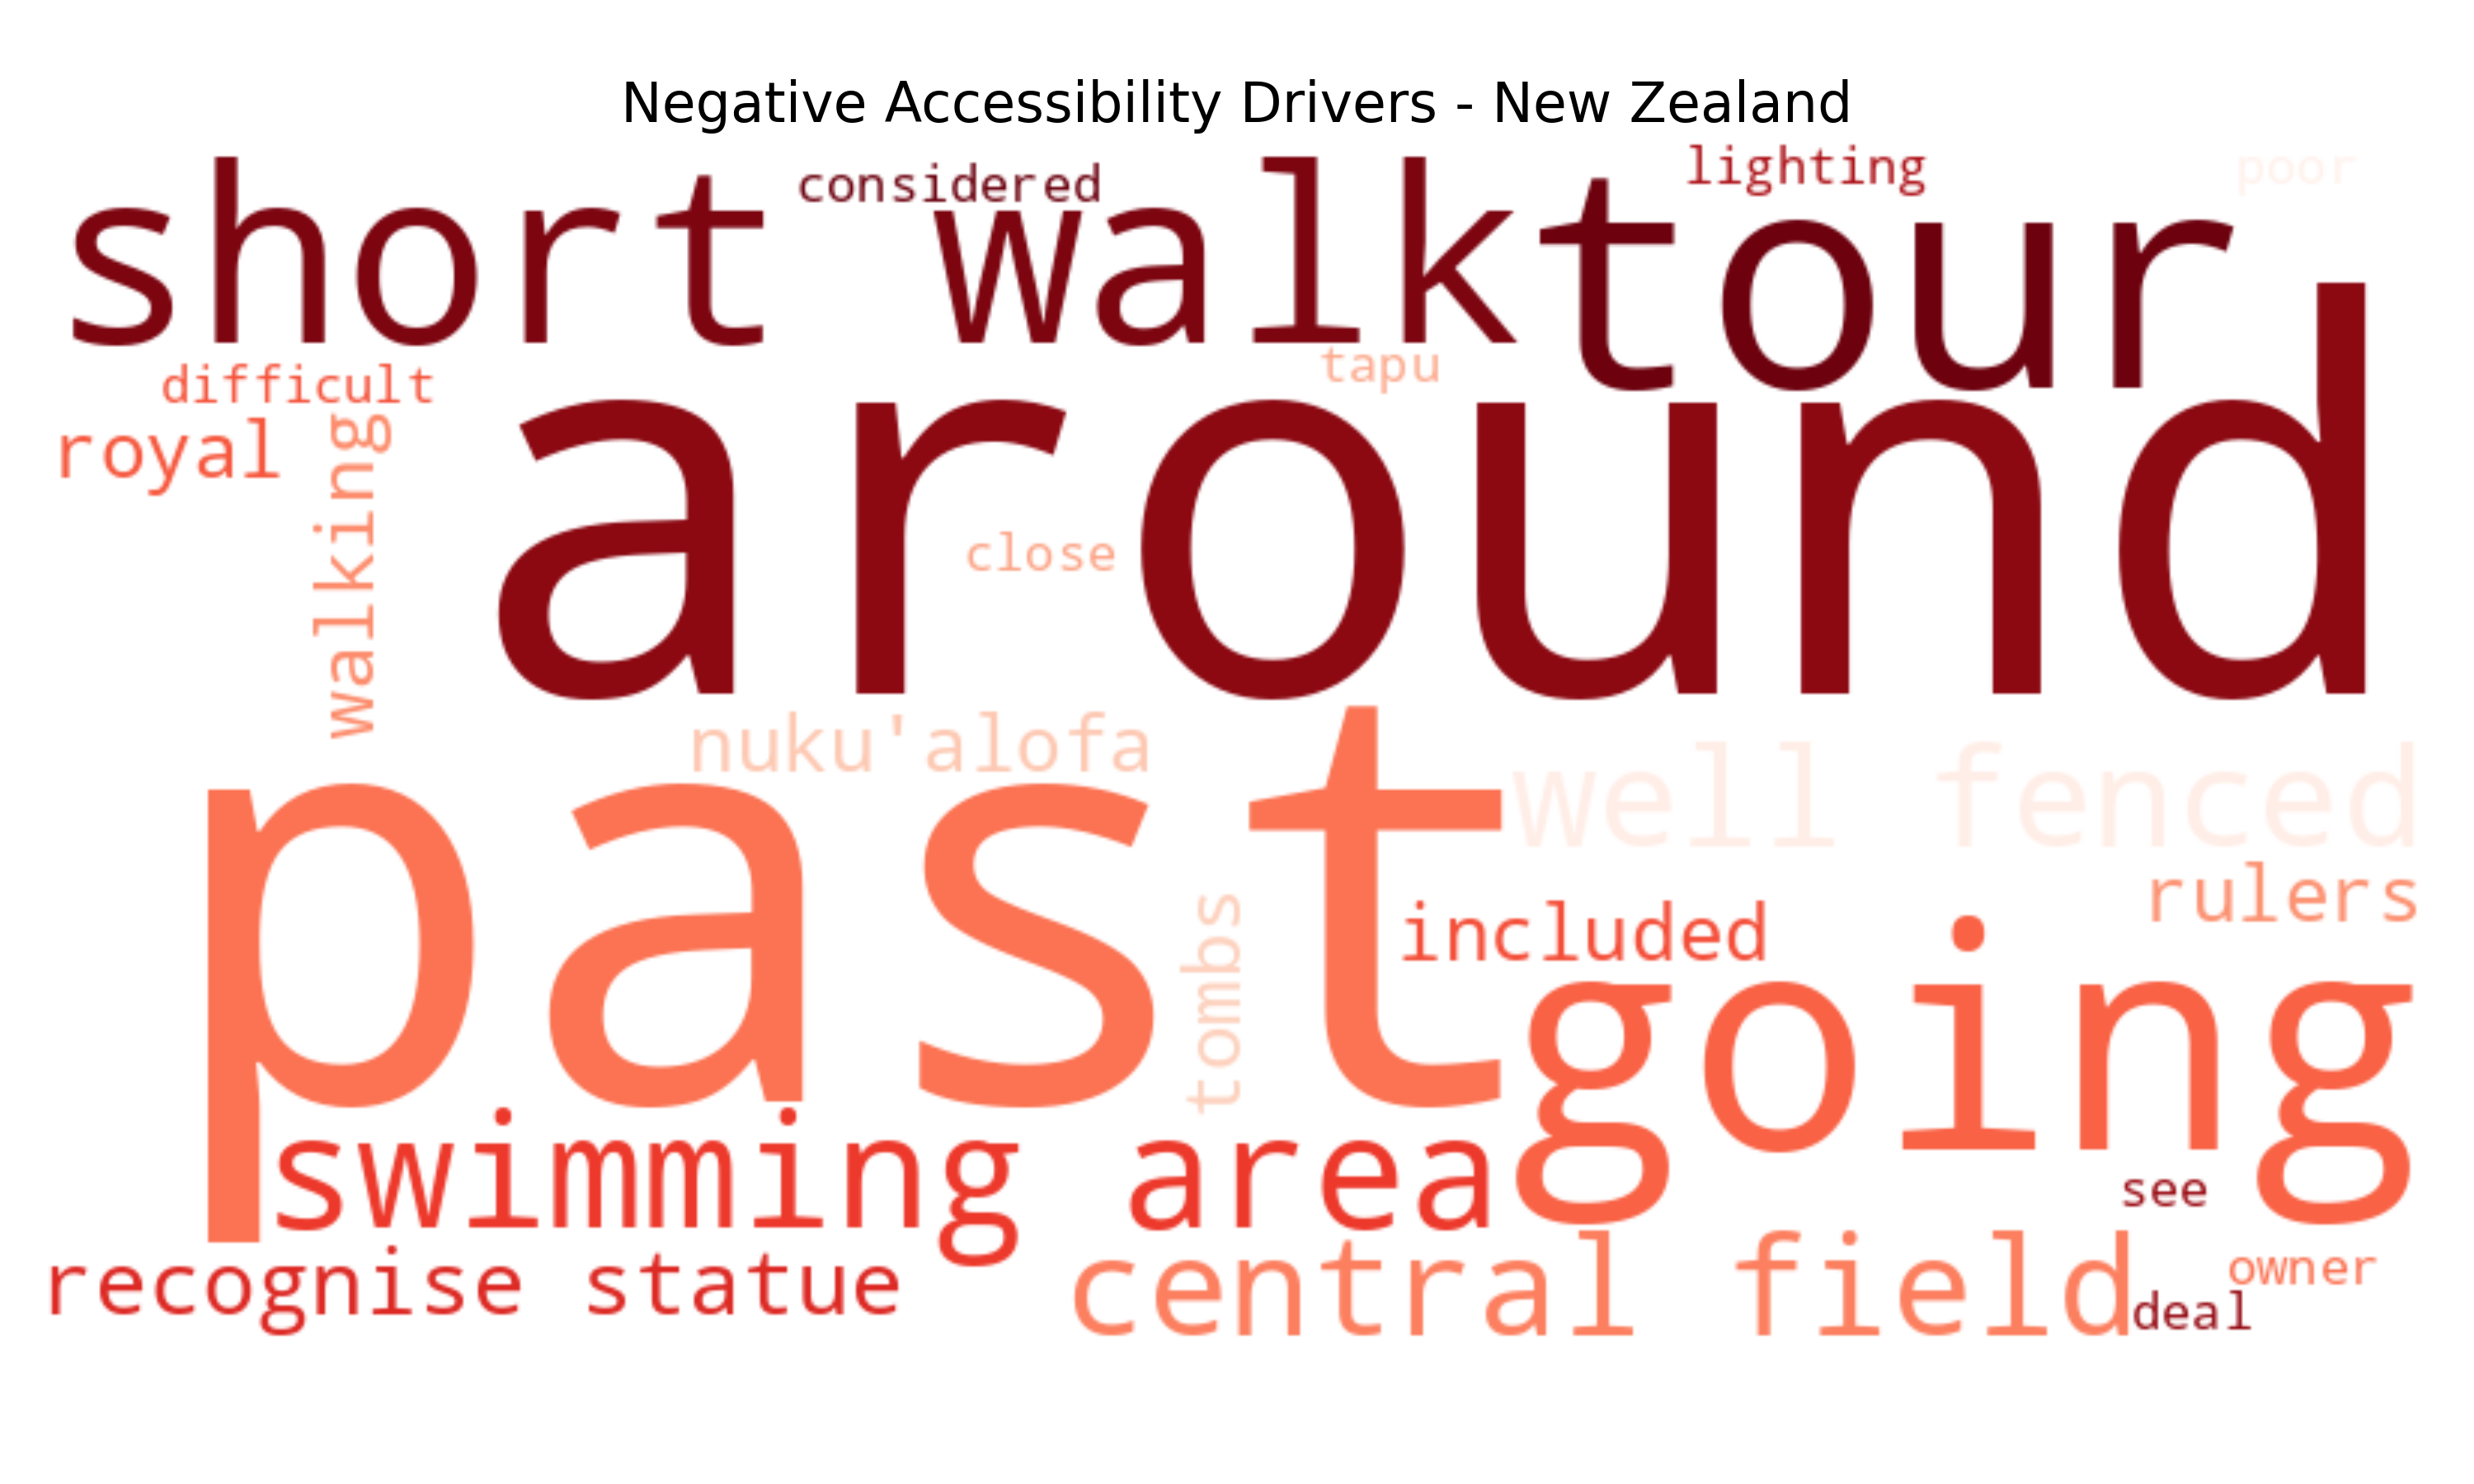 Negative Accessibility Drivers - New Zealand
short walk
considered
tour
lighting
poor
difficult
tapu
royal
walking
around
close
nuku'alofa
past
well fenced
rulers
tombs
included
going
swimming area
see
recognise statue
central field
owner
deal